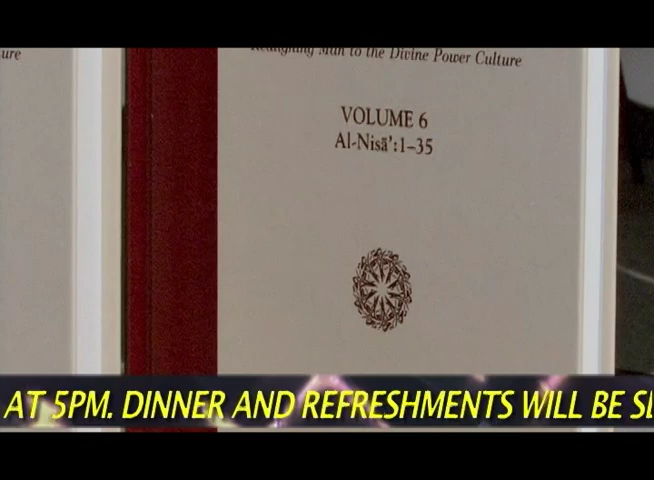 ure
Realigning Man to the Divine Power Culture
VOLUME 6
Al-Nisā':1–35
AT 5PM. DINNER AND REFRESHMENTS WILL BE